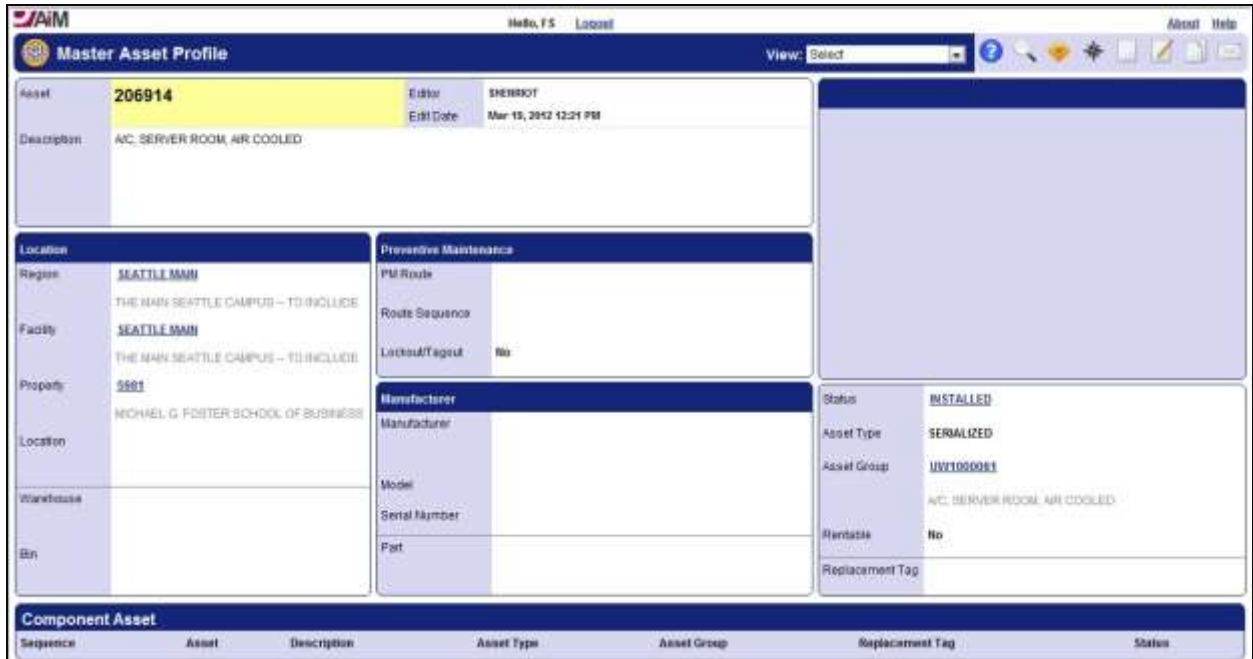 AiM
Hello, FS Logout About Help
Master Asset Profile View: Select
Asset 206914 Editor SHENRIOT
Edit Date Mar 19, 2012 12:21 PM
Description A/C, SERVER ROOM, AIR COOLED
Location
Region SEATTLE MAIN
THE MAIN SEATTLE CAMPUS -- TO INCLUDE
Facility SEATTLE MAIN
THE MAIN SEATTLE CAMPUS -- TO INCLUDE
Property
MICHAEL G. FOSTER SCHOOL OF BUSINESS
Location
Warehouse
Bin
Preventive Maintenance
PM Route
Route Sequence
Lockout/Tagout No
Manufacturer
Manufacturer
Model
Serial Number
Part
Status INSTALLED
Asset Type SERIALIZED
Asset Group UW1000061
A/C, SERVER ROOM, AIR COOLED
Rentable No
Replacement Tag
Component Asset
Sequence Asset Description Asset Type Asset Group Replacement Tag Status